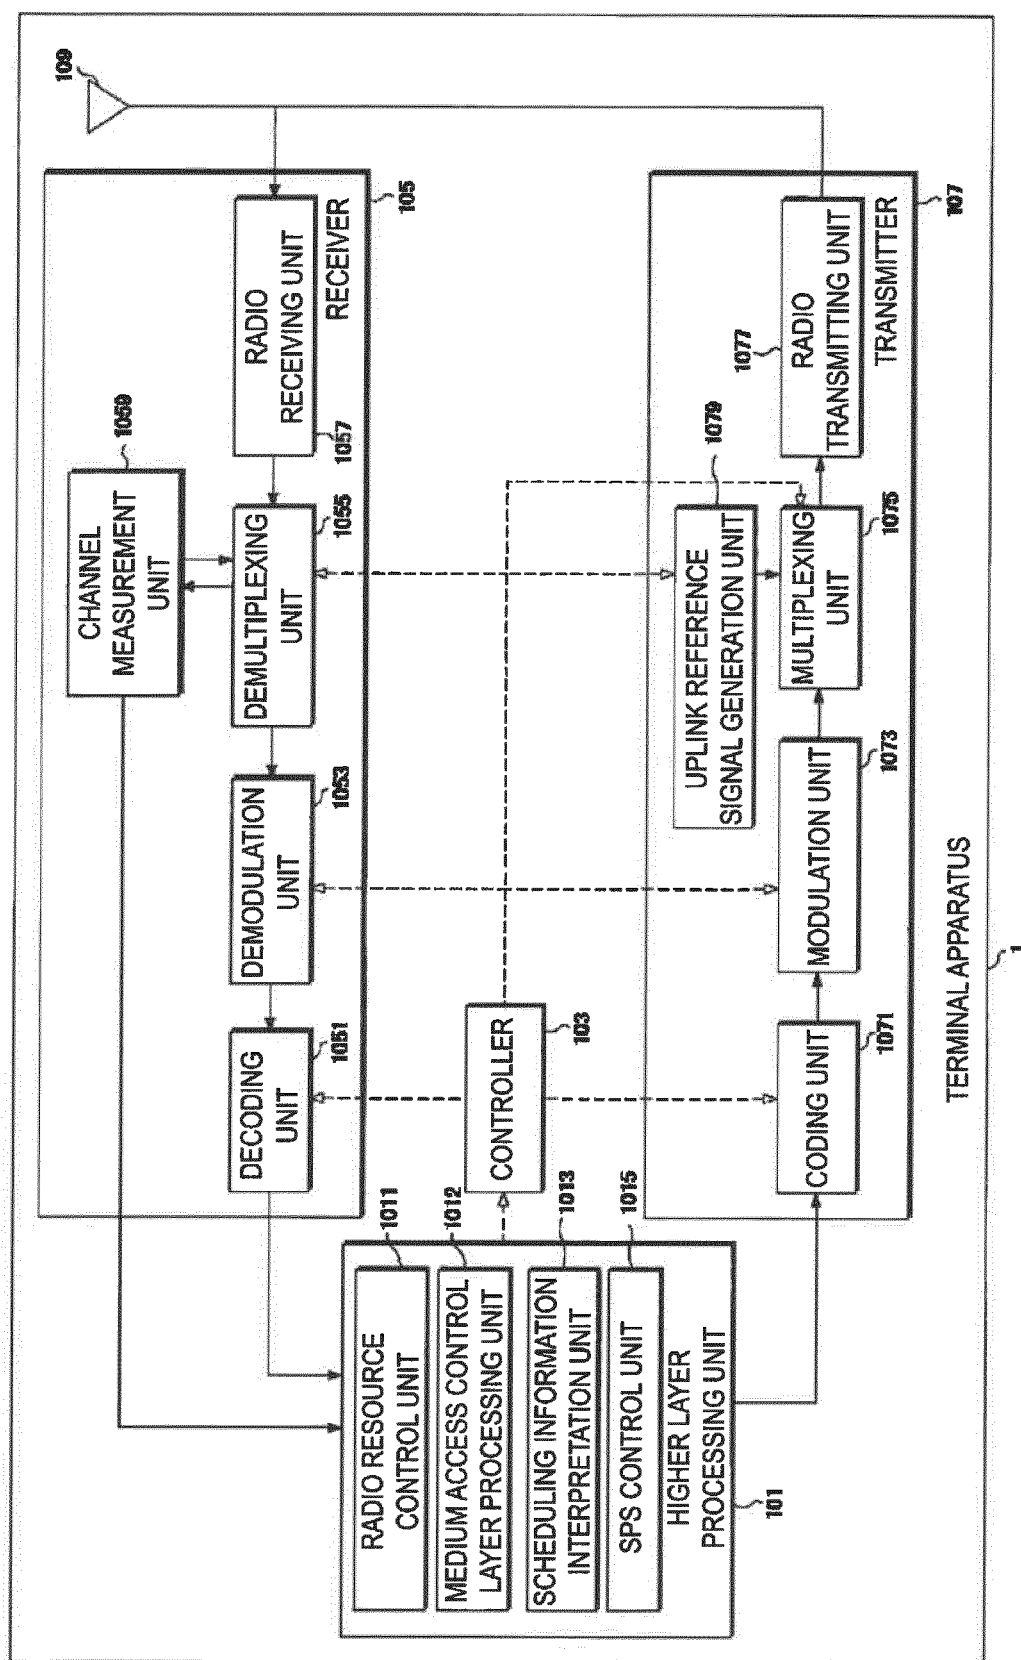 109
CHANNEL
MEASUREMENT
UNIT
1059
DECODING
UNIT
1051
DEMODULATION
UNIT
1053
DEMULTIPLEXING
UNIT
1055
RADIO
RECEIVING UNIT
1057
RECEIVER
105
RADIO RESOURCE
CONTROL UNIT
1011
MEDIUM ACCESS CONTROL
LAYER PROCESSING UNIT
1012
SCHEDULING INFORMATION
INTERPRETATION UNIT
1013
SPS CONTROL UNIT
1015
HIGHER LAYER
PROCESSING UNIT
101
CONTROLLER
103
UPLINK REFERENCE
SIGNAL GENERATION UNIT
1079
CODING UNIT
1071
MODULATION UNIT
1073
MULTIPLEXING
UNIT
1075
RADIO
TRANSMITTING UNIT
1077
TRANSMITTER
107
TERMINAL APPARATUS
1